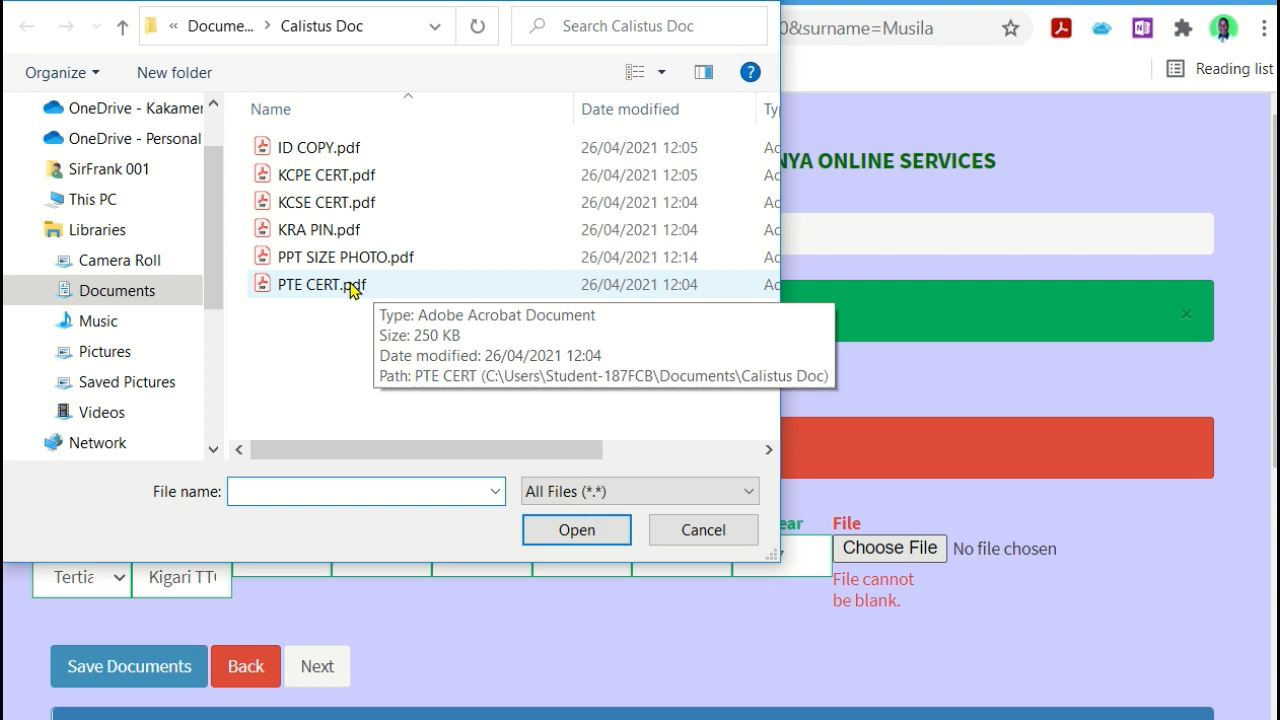 « Docume... > Calistus Doc
Search Calistus Doc
0&surname=Musila
Organize
New folder
Reading list
OneDrive - Kakamer
OneDrive - Personal
SirFrank 001
This PC
Libraries
Camera Roll
Documents
Music
Pictures
Saved Pictures
Videos
Network
Name Date modified Ty
ID COPY.pdf 26/04/2021 12:05 Ac
KCPE CERT.pdf 26/04/2021 12:05 Ac
KCSE CERT.pdf 26/04/2021 12:04 Ac
KRA PIN.pdf 26/04/2021 12:04 Ac
PPT SIZE PHOTO.pdf 26/04/2021 12:14 Ac
PTE CERT.pdf 26/04/2021 12:04 Ac
Type: Adobe Acrobat Document
Size: 250 KB
Date modified: 26/04/2021 12:04
Path: PTE CERT (C:\Users\Student-187FCB\Documents\Calistus Doc)
NYA ONLINE SERVICES
×
File name:
All Files (*.*)
Open
Cancel
ear
File
Choose File No file chosen
File cannot
be blank.
Tertia
Kigari TT
Save Documents
Back
Next